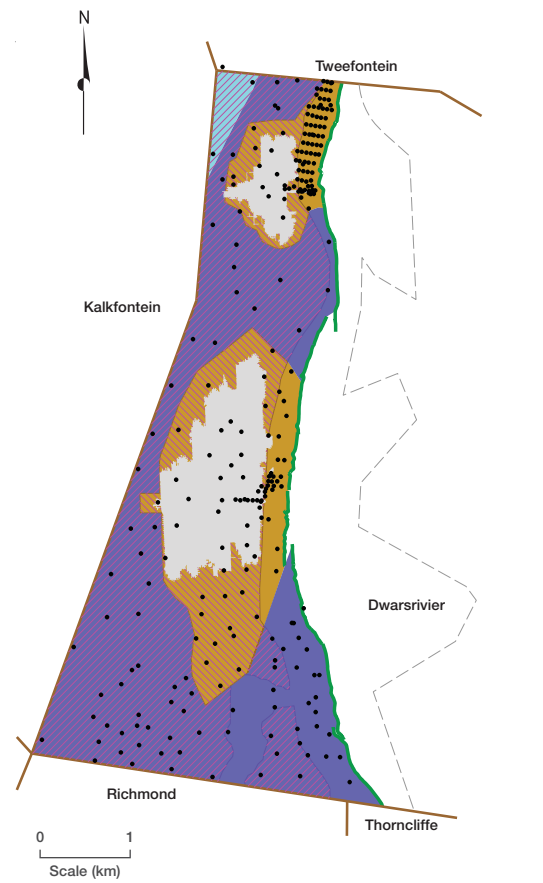 N
Tweefontein
Kalkfontein
Dwarsrivier
Richmond
Thorncliffe
0 1
Scale (km)